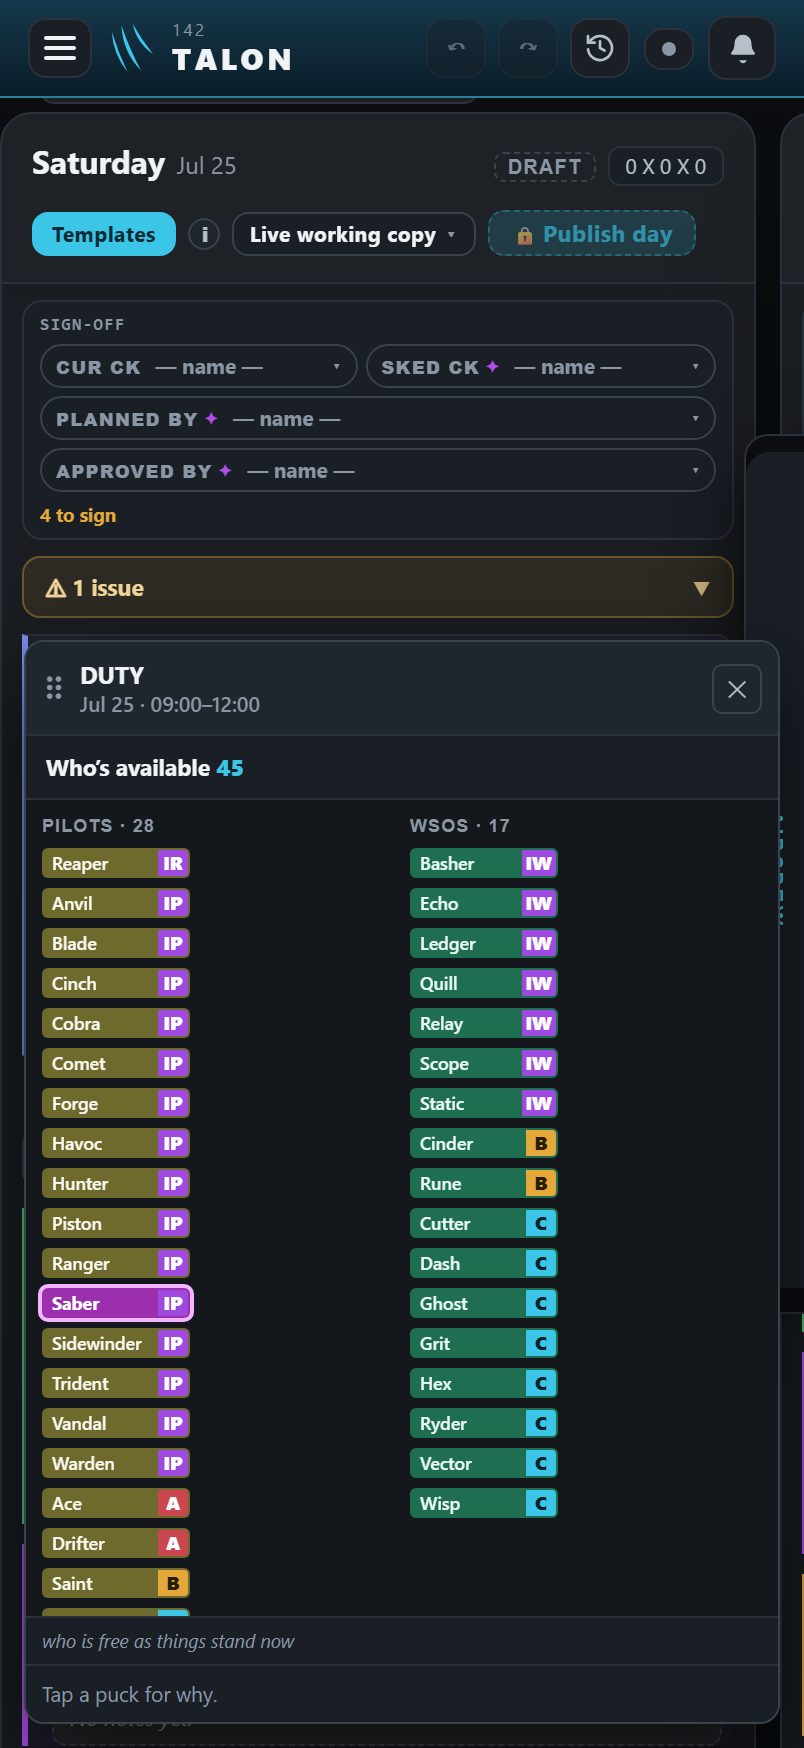 142
TALON
Saturday Jul 25
DRAFT
0X0X0
Templates
i
Live working copy
Publish day
SIGN-OFF
CUR CK — name —
SKED CK ✦ — name —
PLANNED BY ✦ — name —
APPROVED BY ✦ — name —
4 to sign
⚠ 1 issue
DUTY
Jul 25 · 09:00–12:00
Who's available 45
PILOTS · 28
Reaper IR
Anvil IP
Blade IP
Cinch IP
Cobra IP
Comet IP
Forge IP
Havoc IP
Hunter IP
Piston IP
Ranger IP
Saber IP
Sidewinder IP
Trident IP
Vandal IP
Warden IP
Ace A
Drifter A
Saint B
WSOS · 17
Basher IW
Echo IW
Ledger IW
Quill IW
Relay IW
Scope IW
Static IW
Cinder B
Rune B
Cutter C
Dash C
Ghost C
Grit C
Hex C
Ryder C
Vector C
Wisp C
who is free as things stand now
Tap a puck for why.
No notes yet.